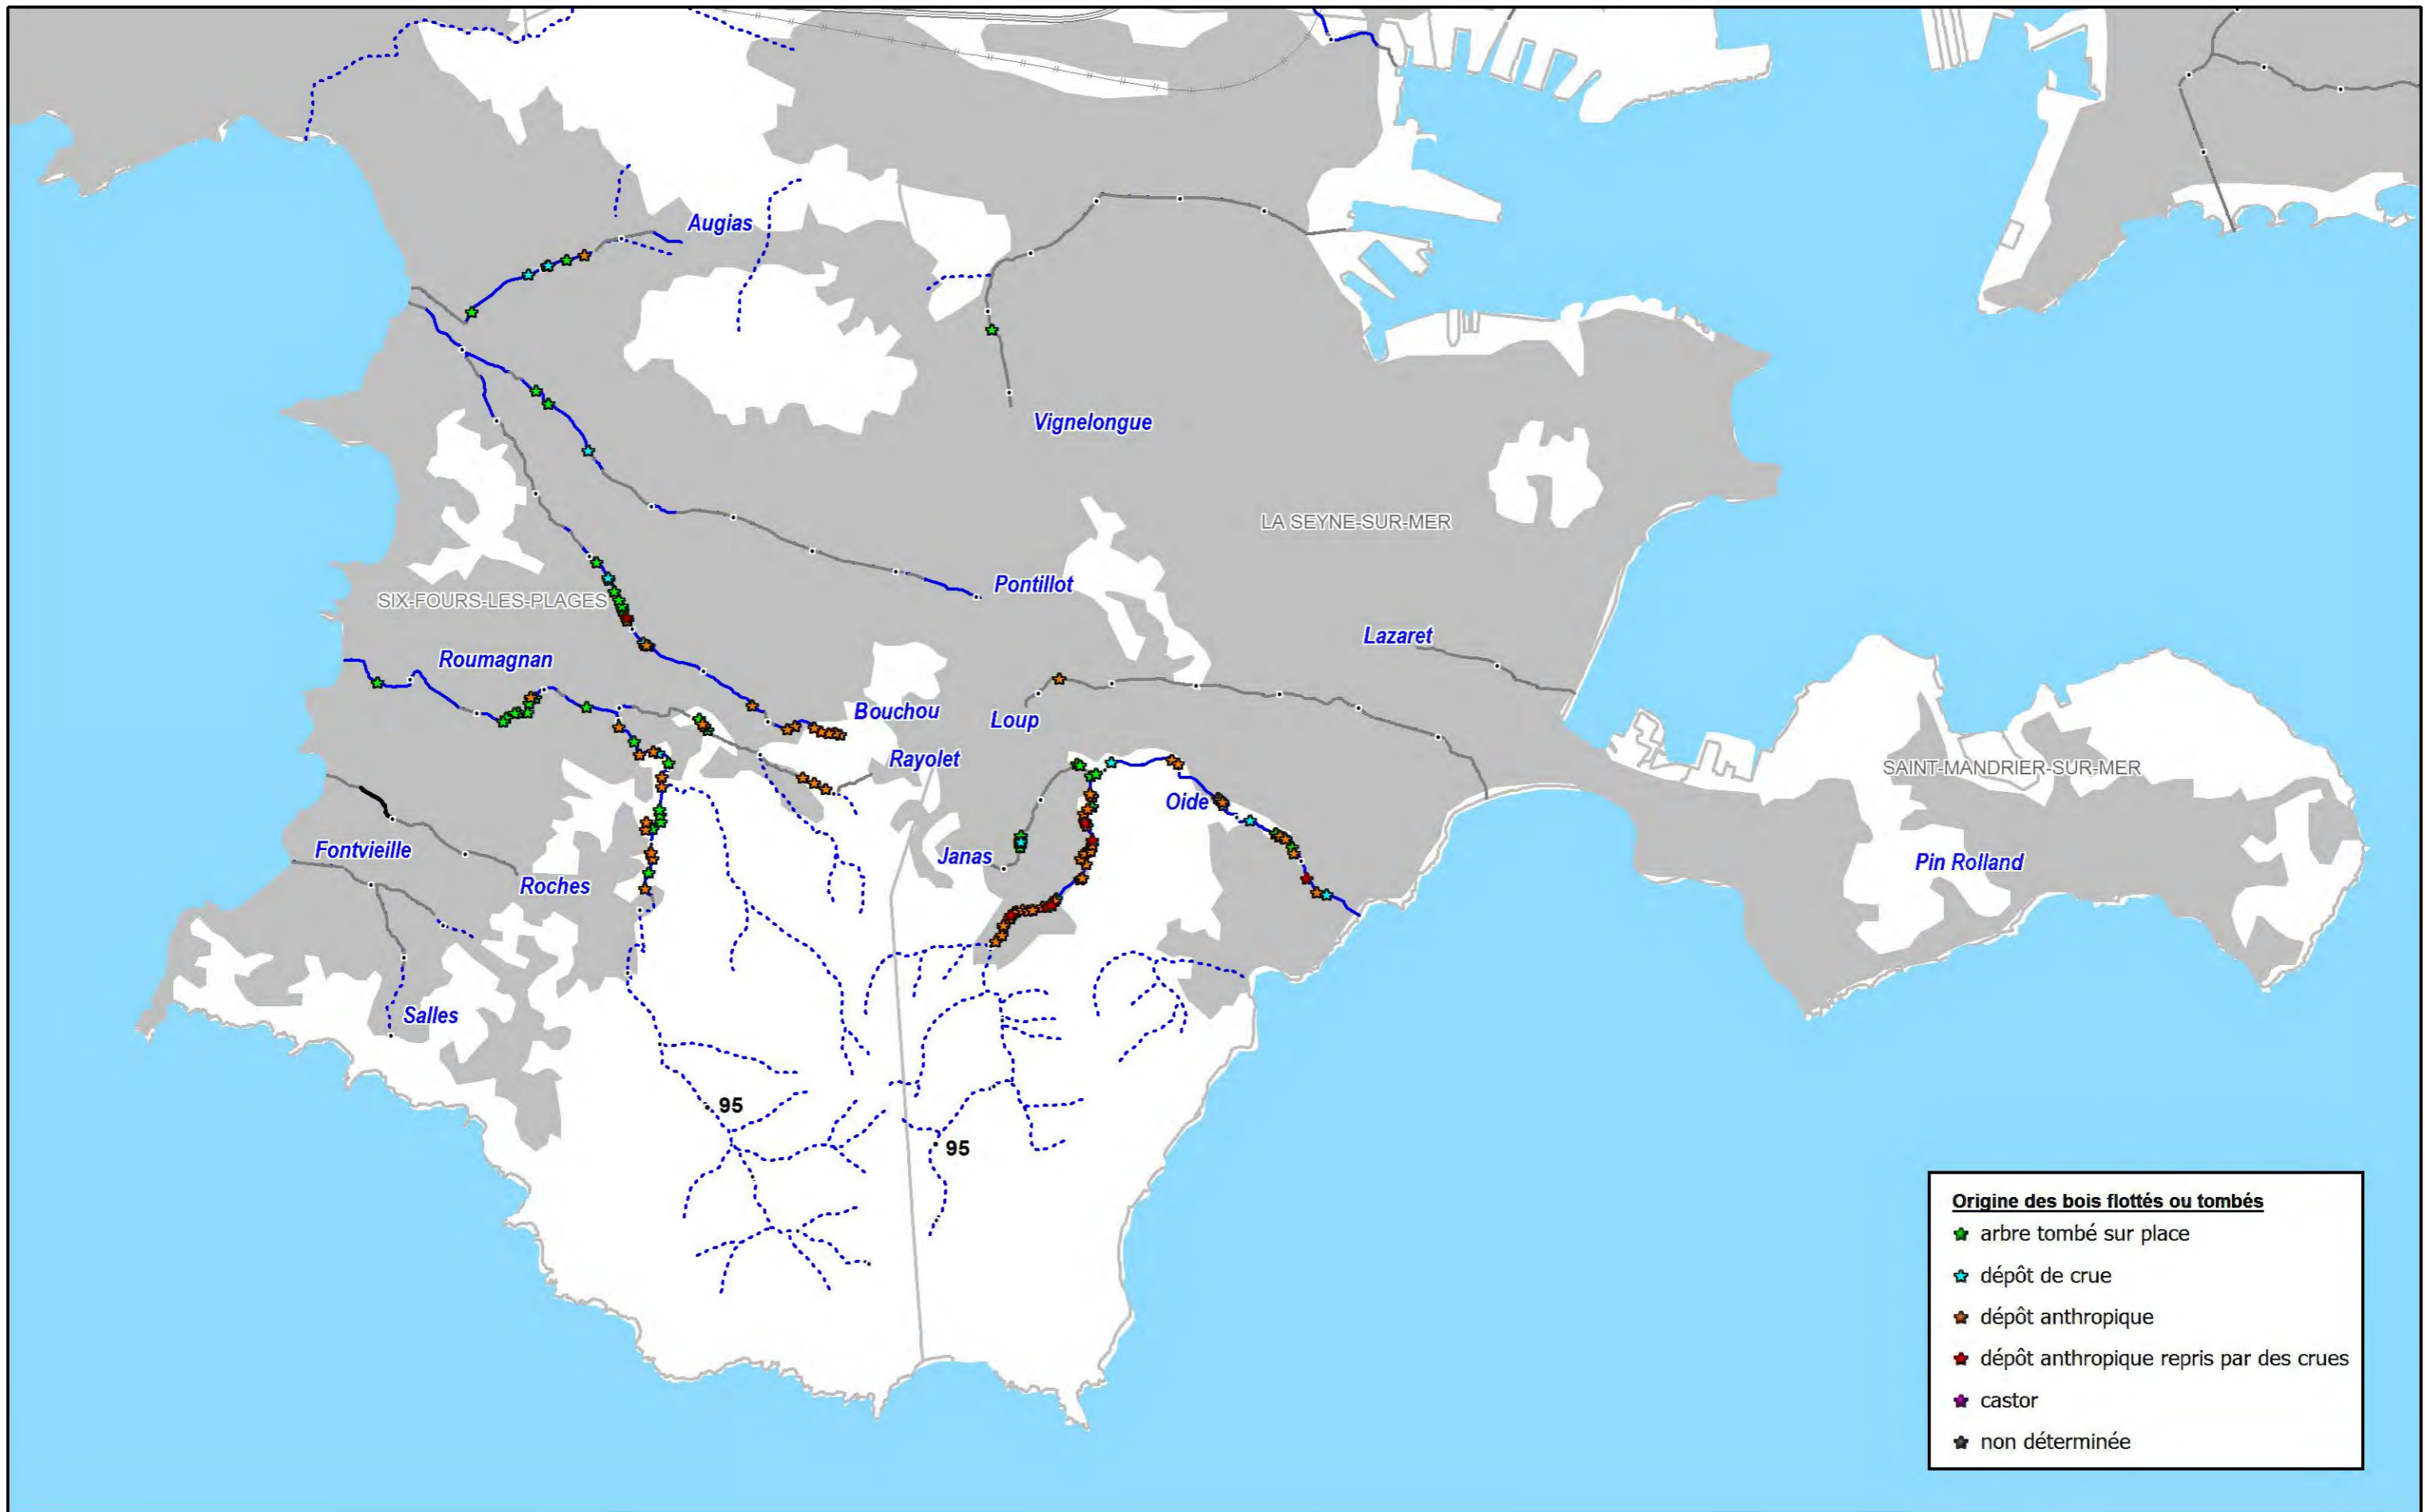 Augias
Vignelongue
LA SEYNE-SUR-MER
Pontillot
SIX-FOURS-LES-PLAGES
Lazaret
Roumagnan
Bouchou
Loup
Rayolet
SAINT-MANDRIER-SUR-MER
Oide
Fontvieille
Janas
Pin Rolland
Roches
Salles
95
95
Origine des bois flottés ou tombés
arbre tombé sur place
dépôt de crue
dépôt anthropique
dépôt anthropique repris par des crues
castor
non déterminée